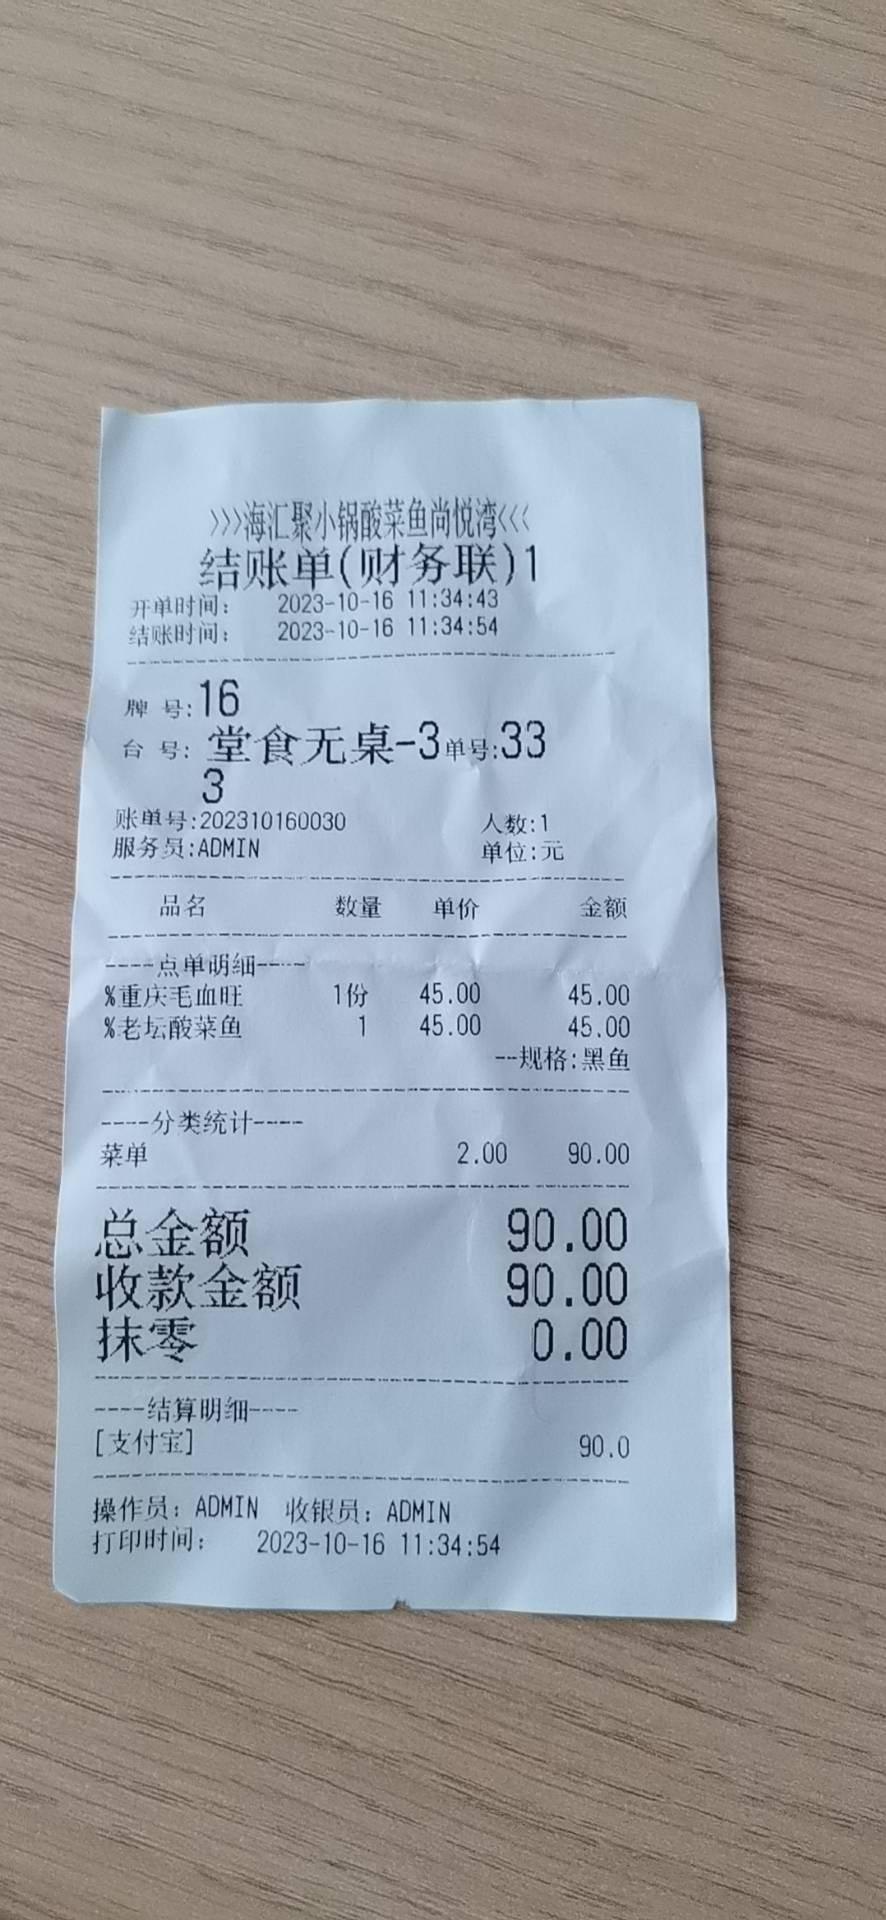 >>>海汇聚小锅酸菜鱼尚悦湾<<<
结账单(财务联)1
开单时间: 2023-10-16 11:34:43
结账时间: 2023-10-16 11:34:54
牌 号:16
台 号: 堂食无桌-3 单号:33
3
账单号:202310160030 人数:1
服务员:ADMIN 单位:元
品名 数量 单价 金额
----点单明细----
%重庆毛血旺 1份 45.00 45.00
%老坛酸菜鱼 1 45.00 45.00
--规格:黑鱼
----分类统计----
菜单 2.00 90.00
总金额 90.00
收款金额 90.00
抹零 0.00
----结算明细----
[支付宝] 90.0
操作员: ADMIN 收银员: ADMIN
打印时间: 2023-10-16 11:34:54